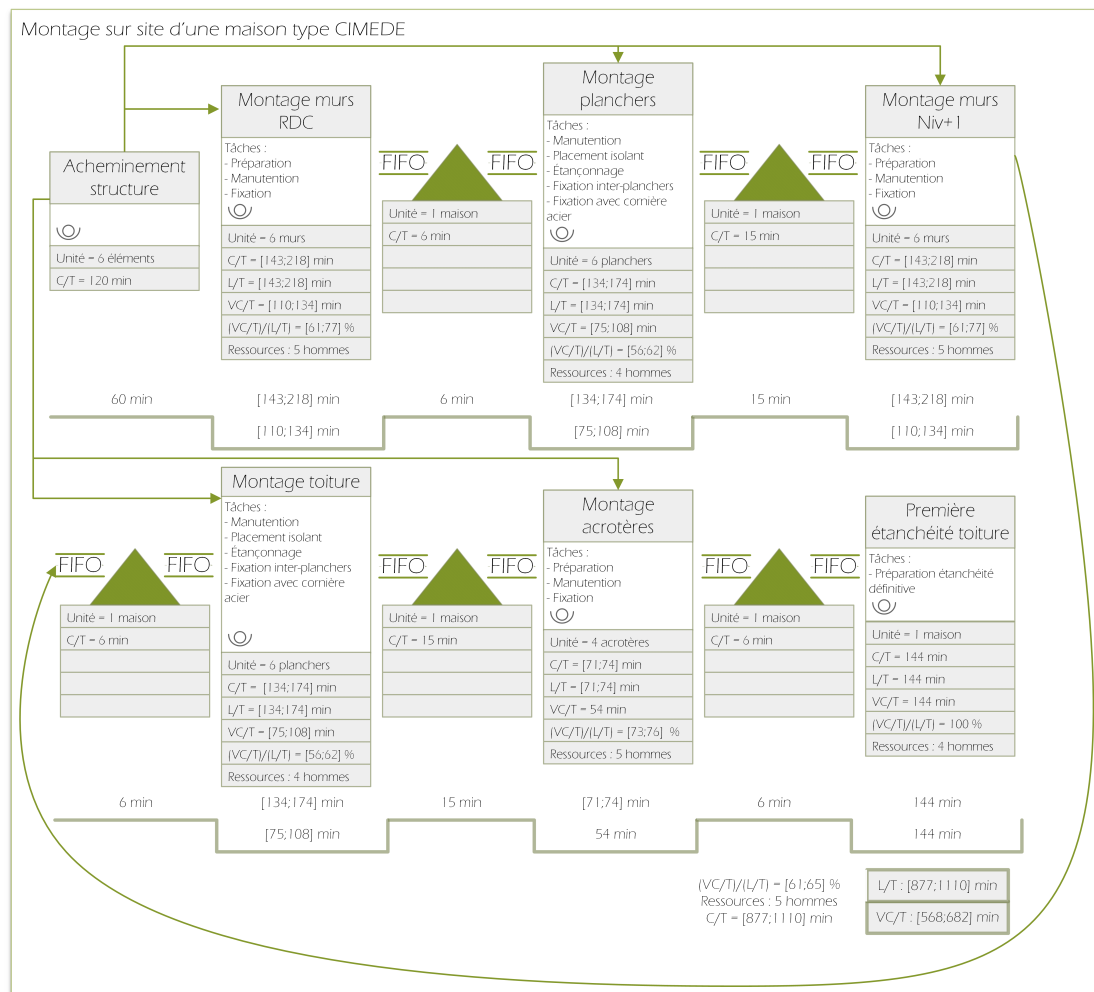 Montage sur site d'une maison type CIMEDE
Acheminement
structure
Unité = 6 éléments
C/T = 120 min
Montage murs
RDC
Tâches :
- Préparation
- Manutention
- Fixation
Unité = 6 murs
C/T = [143;218] min
L/T = [143;218] min
VC/T = [110;134] min
(VC/T)/(L/T) = [61;77] %
Ressources : 5 hommes
FIFO
FIFO
Unité = 1 maison
C/T = 6 min
Montage
planchers
Tâches :
- Manutention
- Placement isolant
- Étançonnage
- Fixation inter-planchers
- Fixation avec cornière
acier
Unité = 6 planchers
C/T = [134;174] min
L/T = [134;174] min
VC/T = [75;108] min
(VC/T)/(L/T) = [56;62] %
Ressources : 4 hommes
FIFO
FIFO
Unité = 1 maison
C/T = 15 min
Montage murs
Niv+1
Tâches :
- Préparation
- Manutention
- Fixation
Unité = 6 murs
C/T = [143;218] min
L/T = [143;218] min
VC/T = [110;134] min
(VC/T)/(L/T) = [61;77] %
Ressources : 5 hommes
60 min
[143;218] min
6 min
[134;174] min
15 min
[143;218] min
[110;134] min
[75;108] min
[110;134] min
FIFO
FIFO
Unité = 1 maison
C/T = 6 min
Montage toiture
Tâches :
- Manutention
- Placement isolant
- Étançonnage
- Fixation inter-planchers
- Fixation avec cornière
acier
Unité = 6 planchers
C/T = [134;174] min
L/T = [134;174] min
VC/T = [75;108] min
(VC/T)/(L/T) = [56;62] %
Ressources : 4 hommes
FIFO
FIFO
Unité = 1 maison
C/T = 15 min
Montage
acrotères
Tâches :
- Préparation
- Manutention
- Fixation
Unité = 4 acrotères
C/T = [71;74] min
L/T = [71;74] min
VC/T = 54 min
(VC/T)/(L/T) = [73;76] %
Ressources : 5 hommes
FIFO
FIFO
Unité = 1 maison
C/T = 6 min
Première
étanchéité toiture
Tâches :
- Préparation étanchéité
définitive
Unité = 1 maison
C/T = 144 min
L/T = 144 min
VC/T = 144 min
(VC/T)/(L/T) = 100 %
Ressources : 4 hommes
6 min
[134;174] min
15 min
[71;74] min
6 min
144 min
[75;108] min
54 min
144 min
(VC/T)/(L/T) = [61;65] %
Ressources : 5 hommes
C/T = [877;1110] min
L/T : [877;1110] min
VC/T : [568;682] min